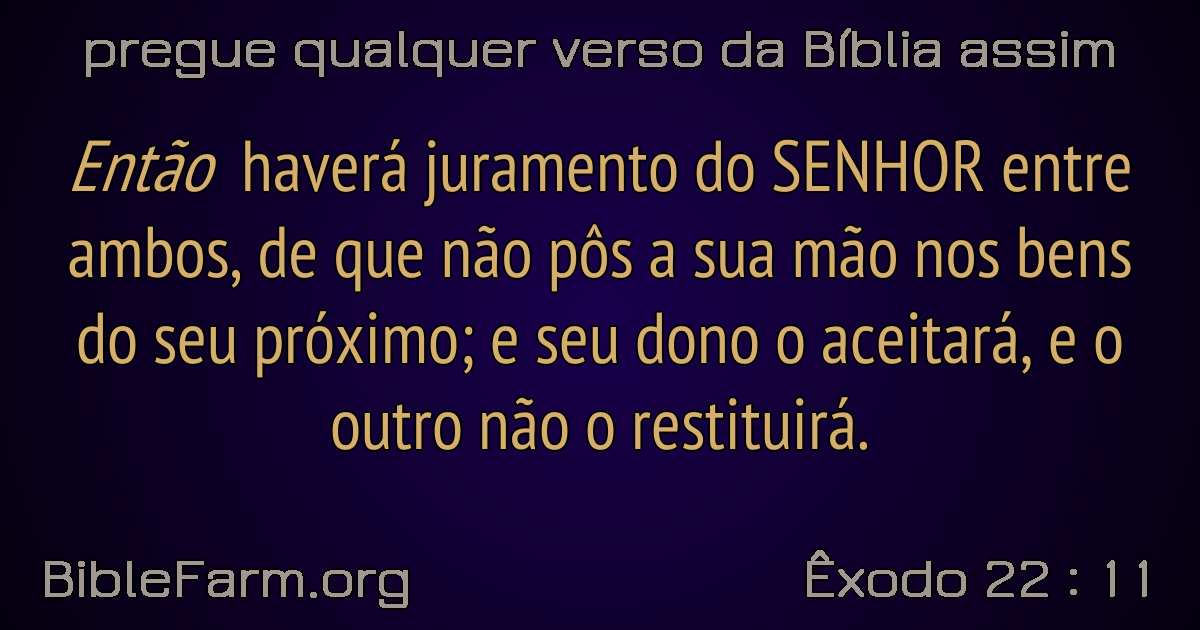 pregue qualquer verso da Bíblia assim
Então haverá juramento do SENHOR entre
ambos, de que não pôs a sua mão nos bens
do seu próximo; e seu dono o aceitará, e o
outro não o restituirá.
BibleFarm.org
Êxodo 22 : 11